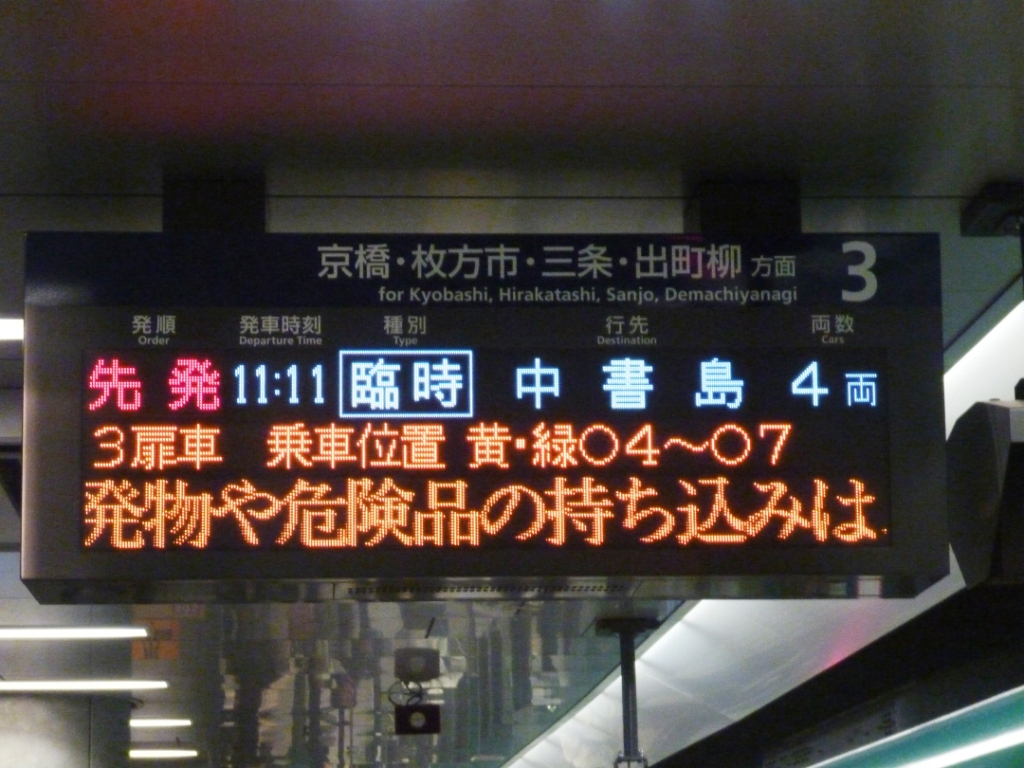 京橋・枚方市・三条・出町柳 方面 3
for Kyobashi, Hirakatashi, Sanjo, Demachiyanagi
発順 発車時刻 種別 行先 両数
Order Departure Time Type Destination Cars
先発 11:11 臨時 中書島 4両
3扉車 乗車位置 黄・緑〇4～〇7
発物や危険品の持ち込みは